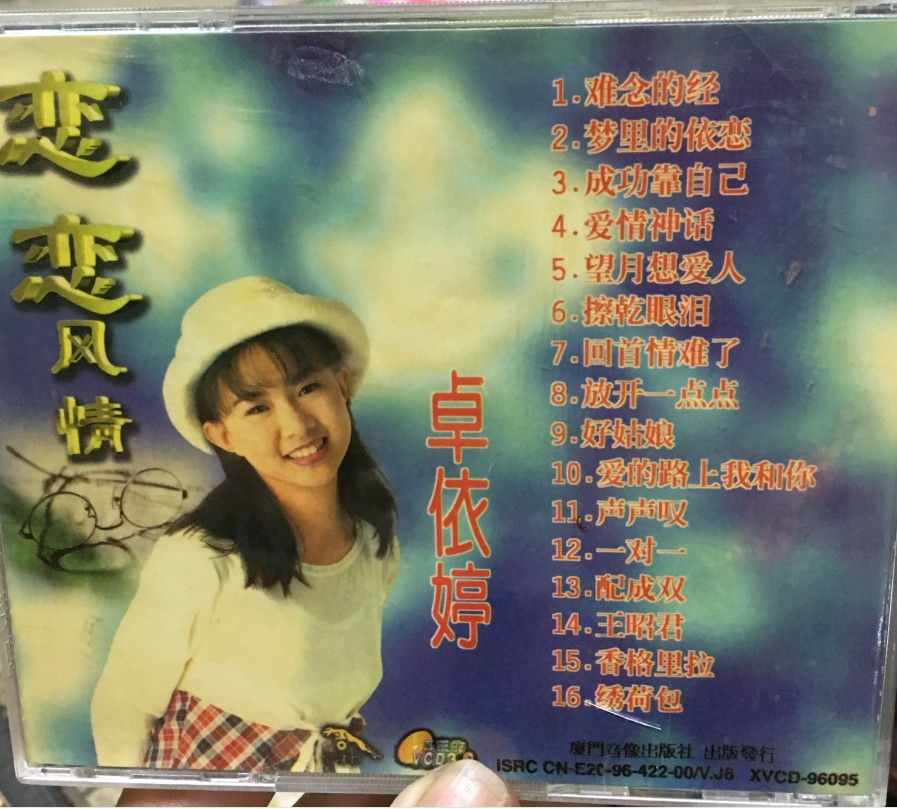 恋恋风情
卓依婷
1.难念的经
2.梦里的依恋
3.成功靠自己
4.爱情神话
5.望月想爱人
6.擦乾眼泪
7.回首情难了
8.放开一点点
9.好姑娘
10.爱的路上我和你
11.声声叹
12.一对一
13.配成双
14.王昭君
15.香格里拉
16.绣荷包
厦門音像出版社 出版發行
ISRC CN-E20-96-422-00/V.J6 XVCD-96095